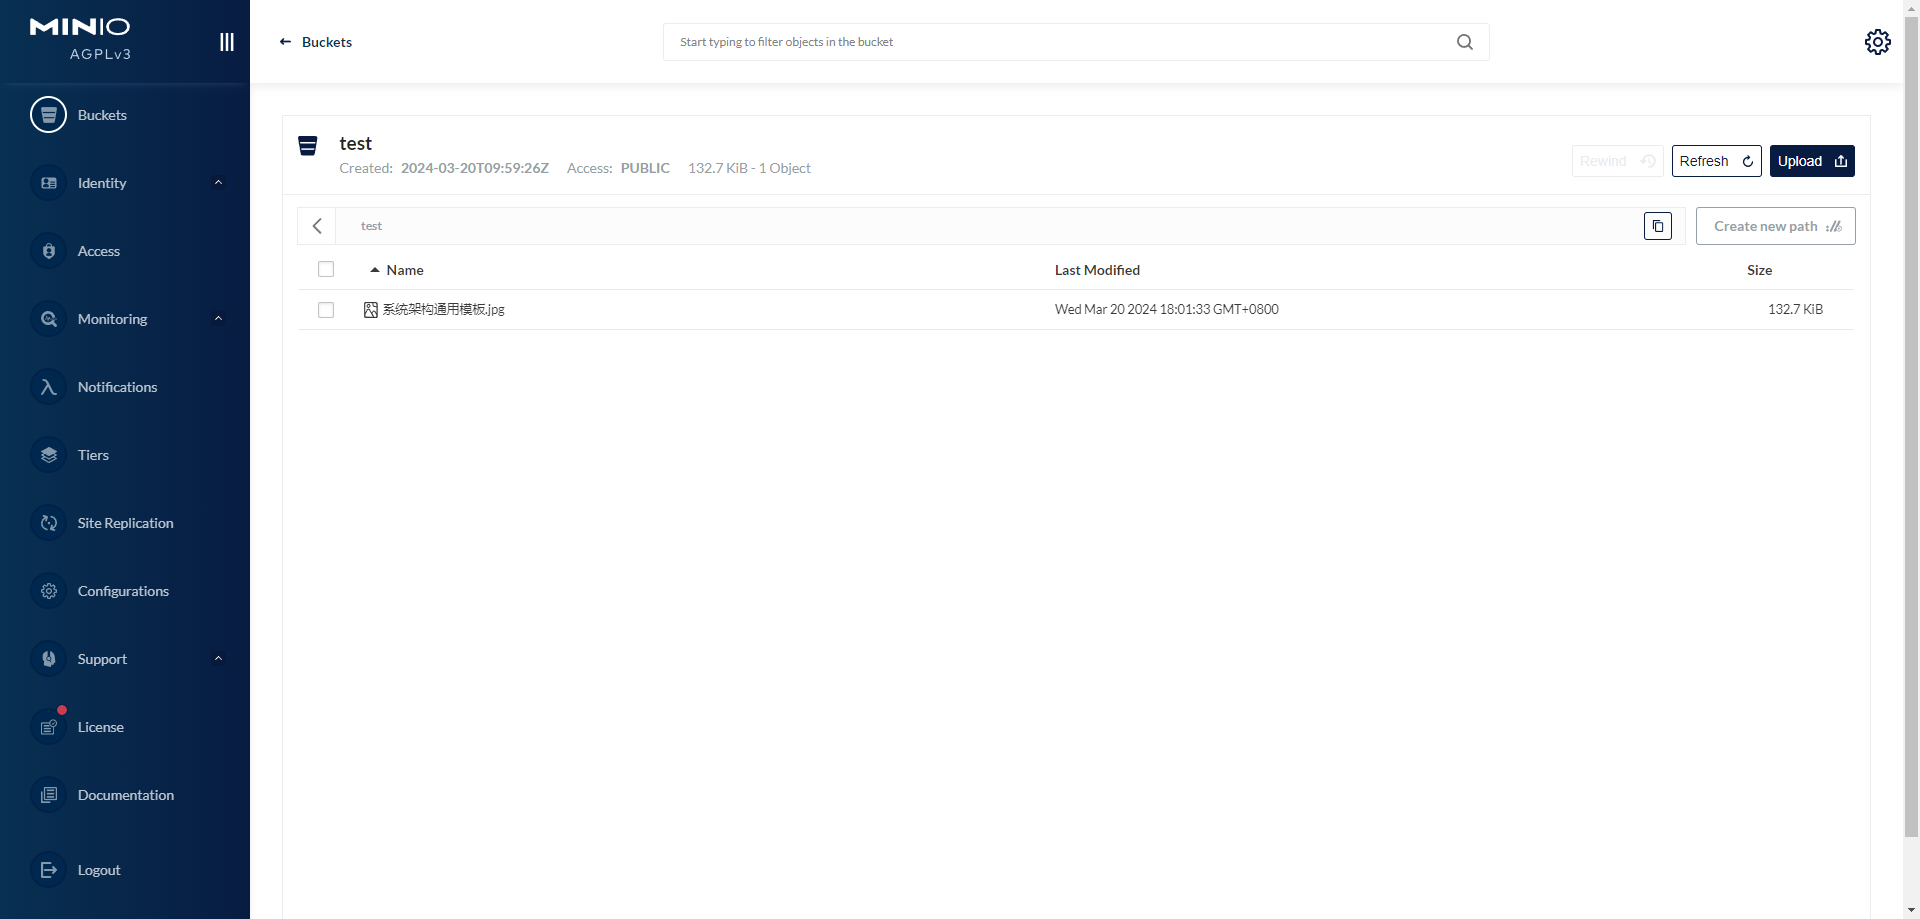 MINIO
AGPLv3
Buckets
Identity
Access
Monitoring
Notifications
Tiers
Site Replication
Configurations
Support
License
Documentation
Logout
Buckets
Start typing to filter objects in the bucket
test
Created: 2024-03-20T09:59:26Z Access: PUBLIC 132.7 KiB - 1 Object
Rewind Refresh Upload
test
Create new path
Name Last Modified Size
系统架构通用模板.jpg Wed Mar 20 2024 18:01:33 GMT+0800 132.7 KiB